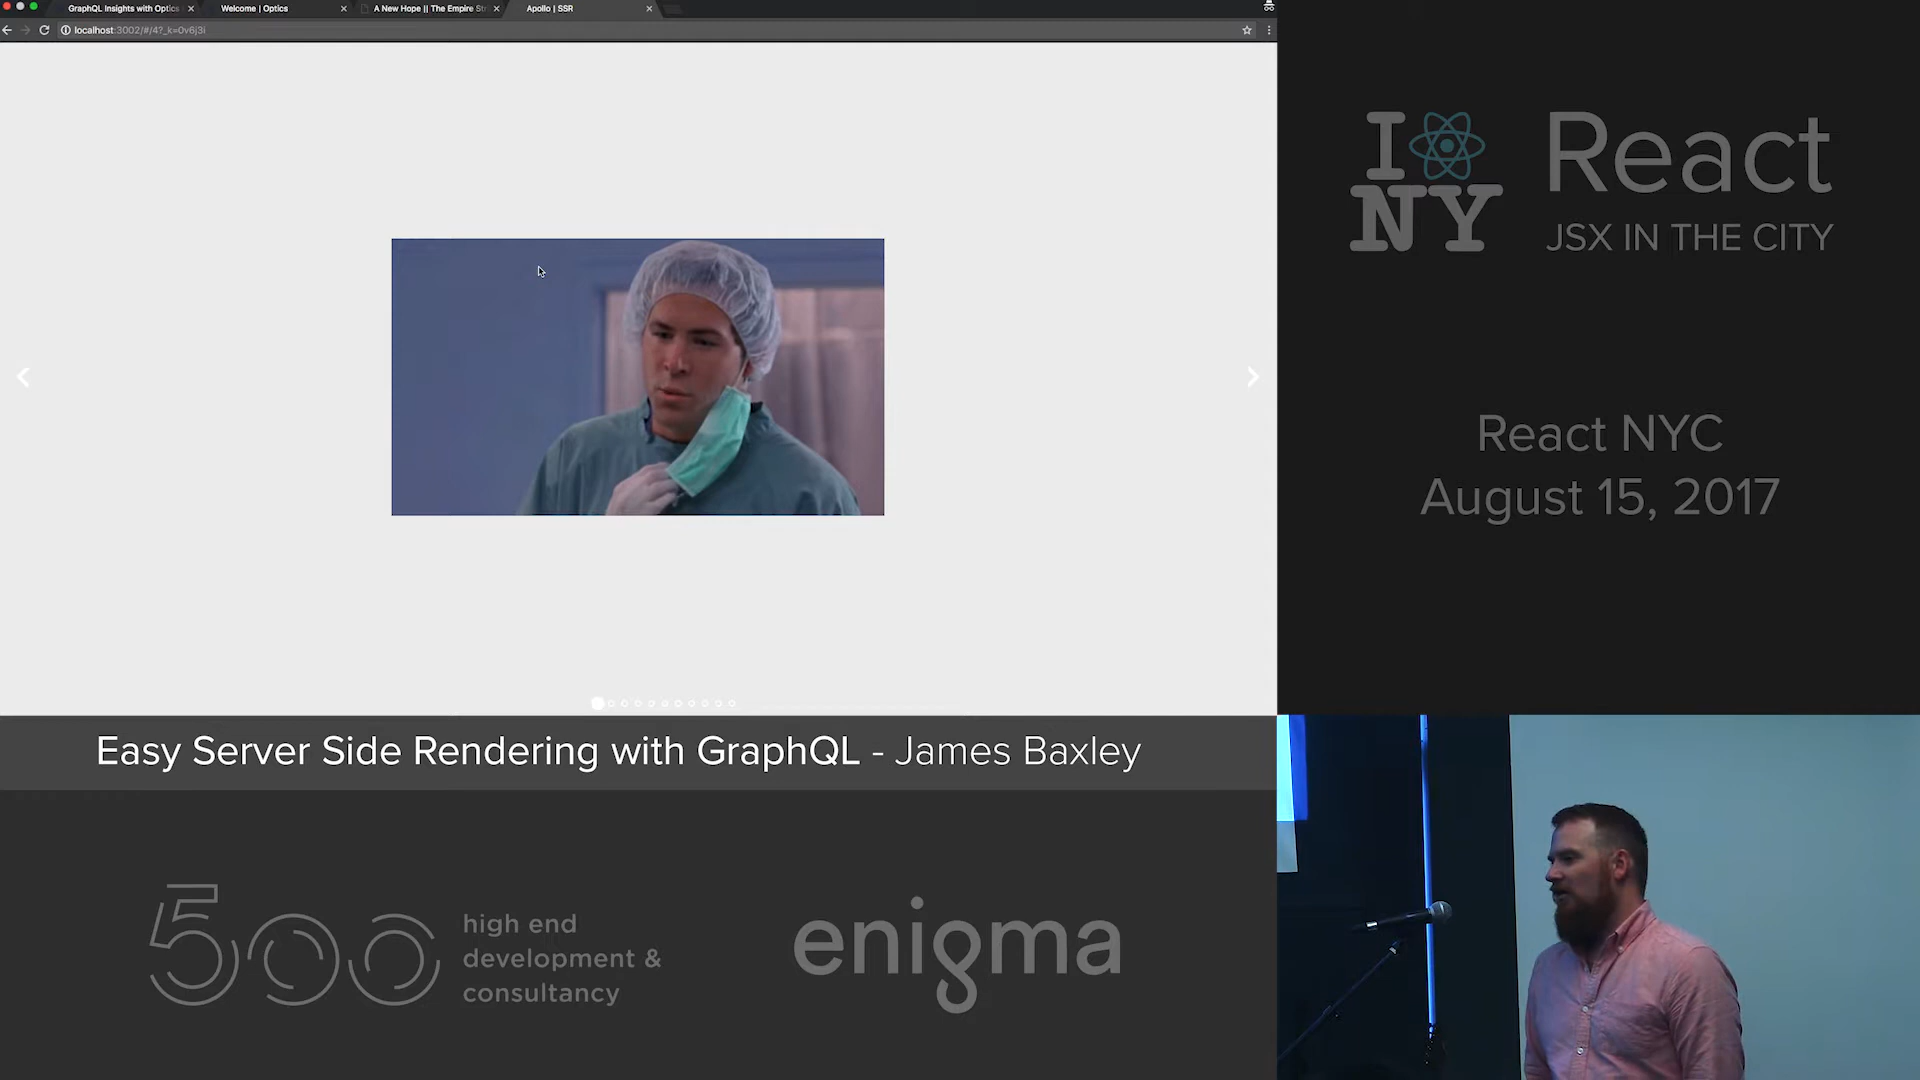 GraphQL Insights with Optics
Welcome | Optics
A New Hope || The Empire Stri
Apollo | SSR
localhost:3002/#/4?_k=0v6j3i
I NY
React
JSX IN THE CITY
React NYC
August 15, 2017
Easy Server Side Rendering with GraphQL - James Baxley
500
high end
development &
consultancy
enigma